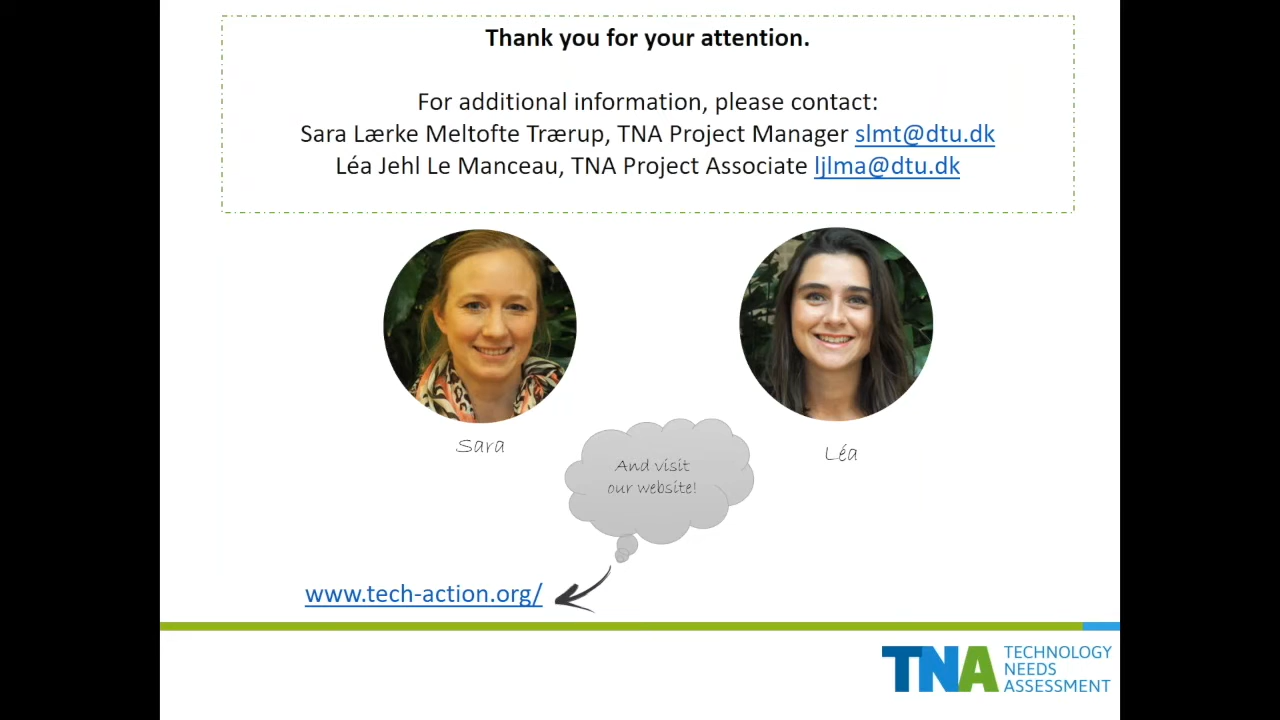 Thank you for your attention.
For additional information, please contact:
Sara Lærke Meltofte Trærup, TNA Project Manager slmt@dtu.dk
Léa Jehl Le Manceau, TNA Project Associate ljlma@dtu.dk
Sara
Léa
And visit
our website!
www.tech-action.org/
TNA TECHNOLOGY
NEEDS
ASSESSMENT